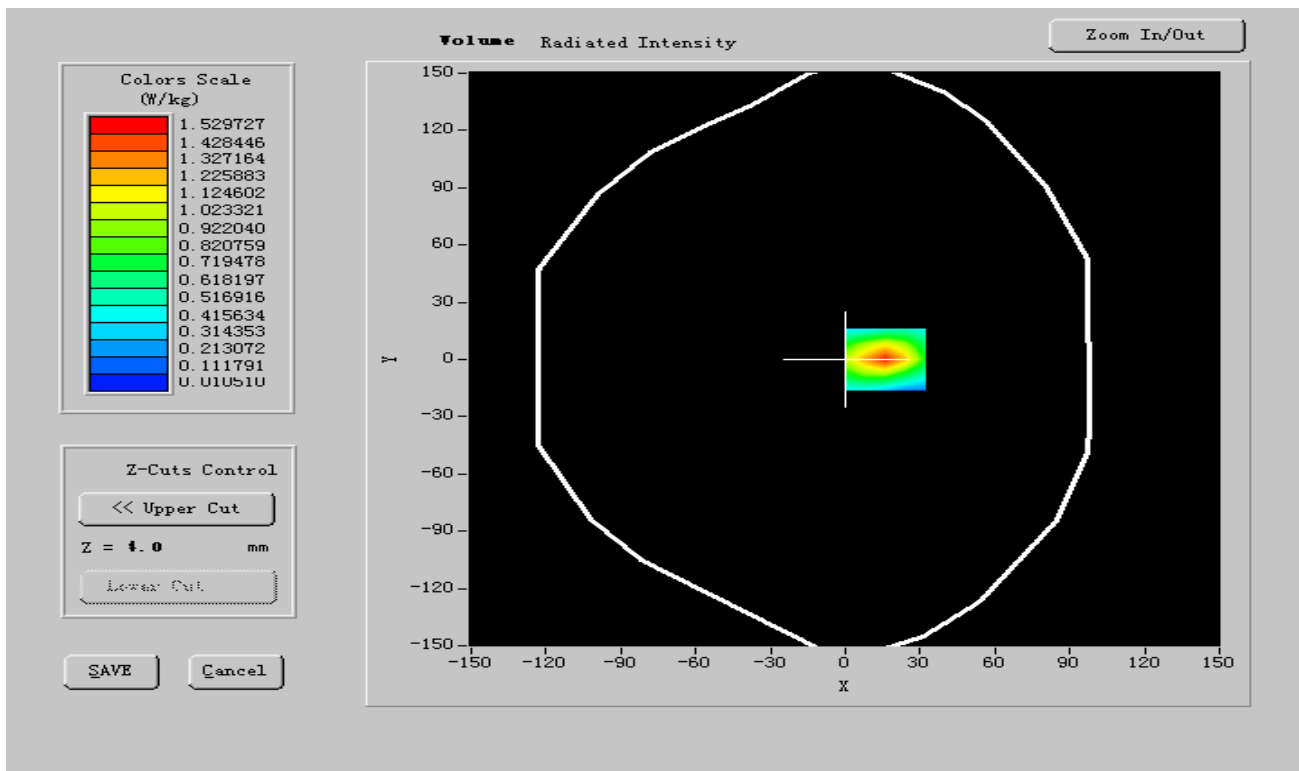 Volume Radiated Intensity
Zoom In/Out
Colors Scale
(W/kg)
1.529727
1.428446
1.327164
1.225883
1.124602
1.023321
0.922040
0.820759
0.719478
0.618197
0.516916
0.415634
0.314353
0.213072
0.111791
0.010510
Z-Cuts Control
<< Upper Cut
Z = 4.0 mm
Lower Cut
SAVE
Cancel
150
120
90
60
30
0
-30
-60
-90
-120
-150
Y
-150 -120 -90 -60 -30 0 30 60 90 120 150
X